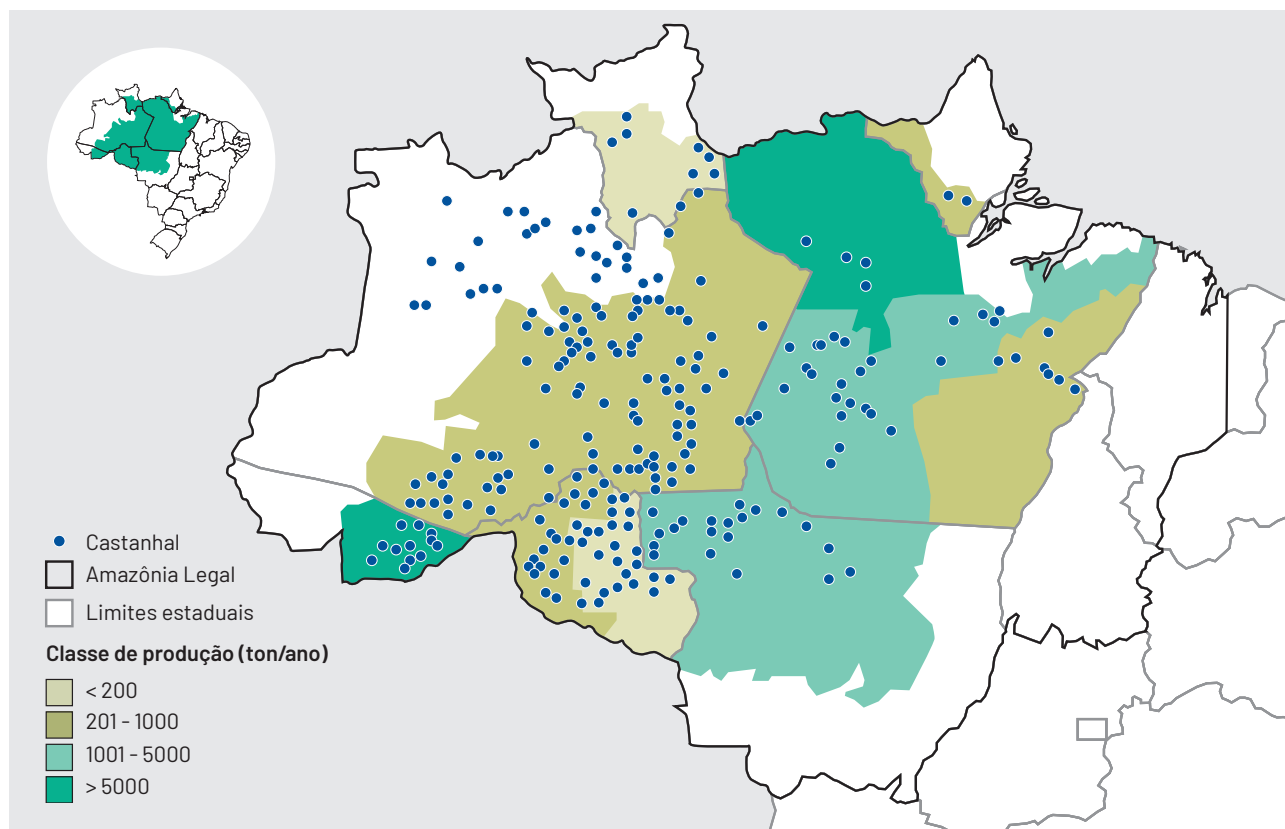 Castanhal
Amazônia Legal
Limites estaduais
Classe de produção (ton/ano)
< 200
201 - 1000
1001 - 5000
> 5000